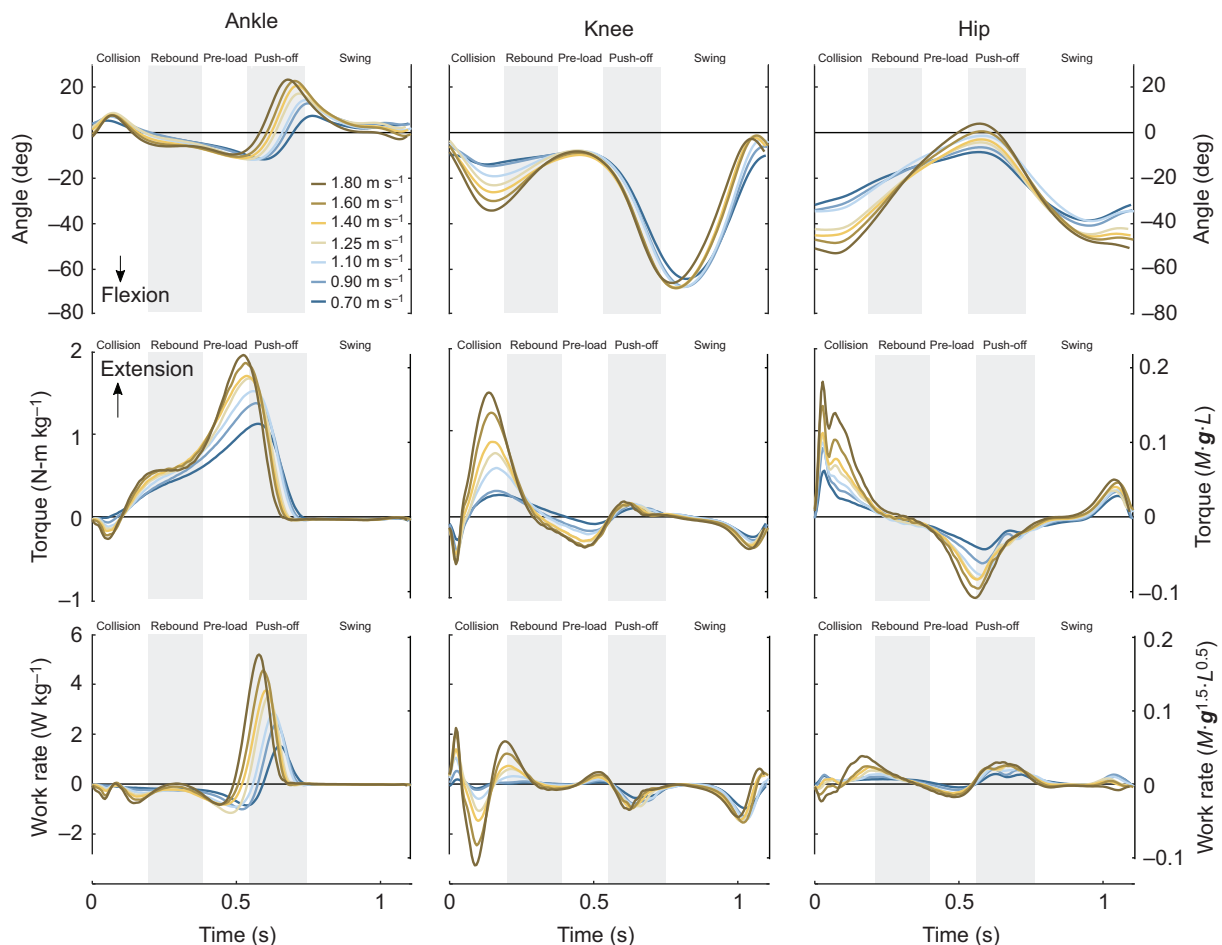 Ankle Knee Hip
Collision Rebound Pre-load Push-off Swing Collision Rebound Pre-load Push-off Swing Collision Rebound Pre-load Push-off Swing
20 20
0 0
–20 –20
–40 –40
–60 –60
–80 –80
Angle (deg)
Angle (deg)
1.80 m s⁻¹
1.60 m s⁻¹
1.40 m s⁻¹
1.25 m s⁻¹
1.10 m s⁻¹
0.90 m s⁻¹
0.70 m s⁻¹
Flexion
Collision Rebound Pre-load Push-off Swing Collision Rebound Pre-load Push-off Swing Collision Rebound Pre-load Push-off Swing
Extension
2 0.2
1 0.1
0 0
–1 –0.1
Torque (N-m kg⁻¹)
Torque (M·g·L)
Collision Rebound Pre-load Push-off Swing Collision Rebound Pre-load Push-off Swing Collision Rebound Pre-load Push-off Swing
6 0.2
4
2 0.1
0 0
–2
–0.1
Work rate (W kg⁻¹)
Work rate (M·g¹·⁵·L⁰·⁵)
0 0.5 1 0 0.5 1 0 0.5 1
Time (s) Time (s) Time (s)